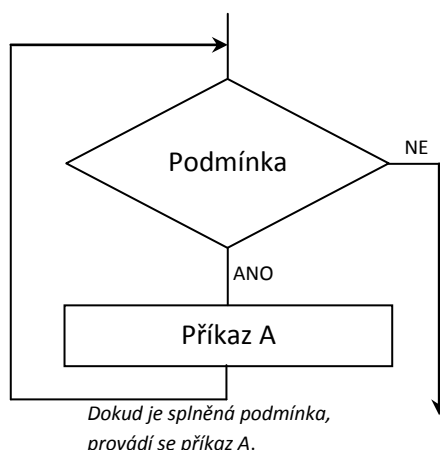 Podmínka
NE
ANO
Příkaz A
Dokud je splněná podmínka,
provádí se příkaz A.